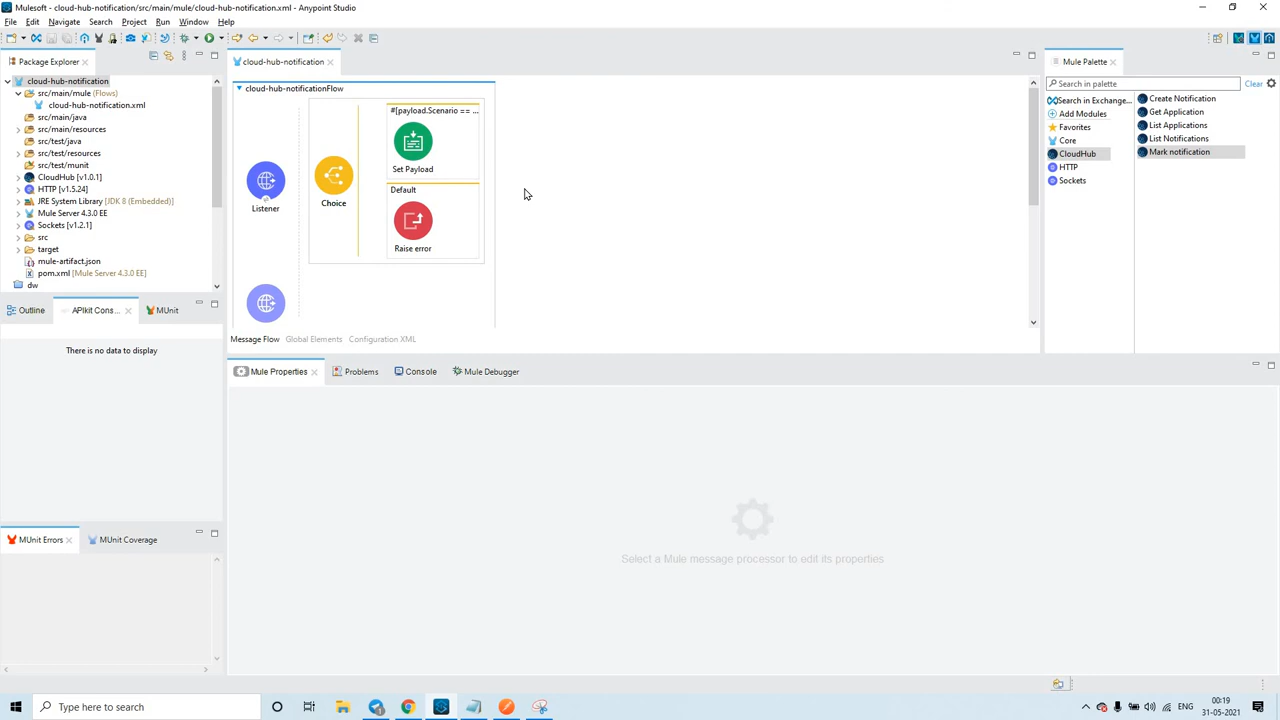 Mulesoft - cloud-hub-notification/src/main/mule/cloud-hub-notification.xml - Anypoint Studio
File Edit Navigate Search Project Run Window Help
Package Explorer
cloud-hub-notification
src/main/mule (Flows)
cloud-hub-notification.xml
src/main/java
src/main/resources
src/test/java
src/test/resources
src/test/munit
CloudHub [v1.0.1]
HTTP [v1.5.24]
JRE System Library [JDK 8 (Embedded)]
Mule Server 4.3.0 EE
Sockets [v1.2.1]
src
target
mule-artifact.json
pom.xml [Mule Server 4.3.0 EE]
dw
Outline
APIkit Cons...
MUnit
There is no data to display
MUnit Errors
MUnit Coverage
cloud-hub-notification
cloud-hub-notificationFlow
Listener
Choice
#[payload.Scenario == ...
Set Payload
Default
Raise error
Message Flow Global Elements Configuration XML
Mule Properties
Problems
Console
Mule Debugger
Select a Mule message processor to edit its properties
Mule Palette
Search in palette
Clear
Search in Exchange...
Add Modules
Favorites
Core
CloudHub
HTTP
Sockets
Create Notification
Get Application
List Applications
List Notifications
Mark notification
Type here to search
ENG
00:19
31-05-2021